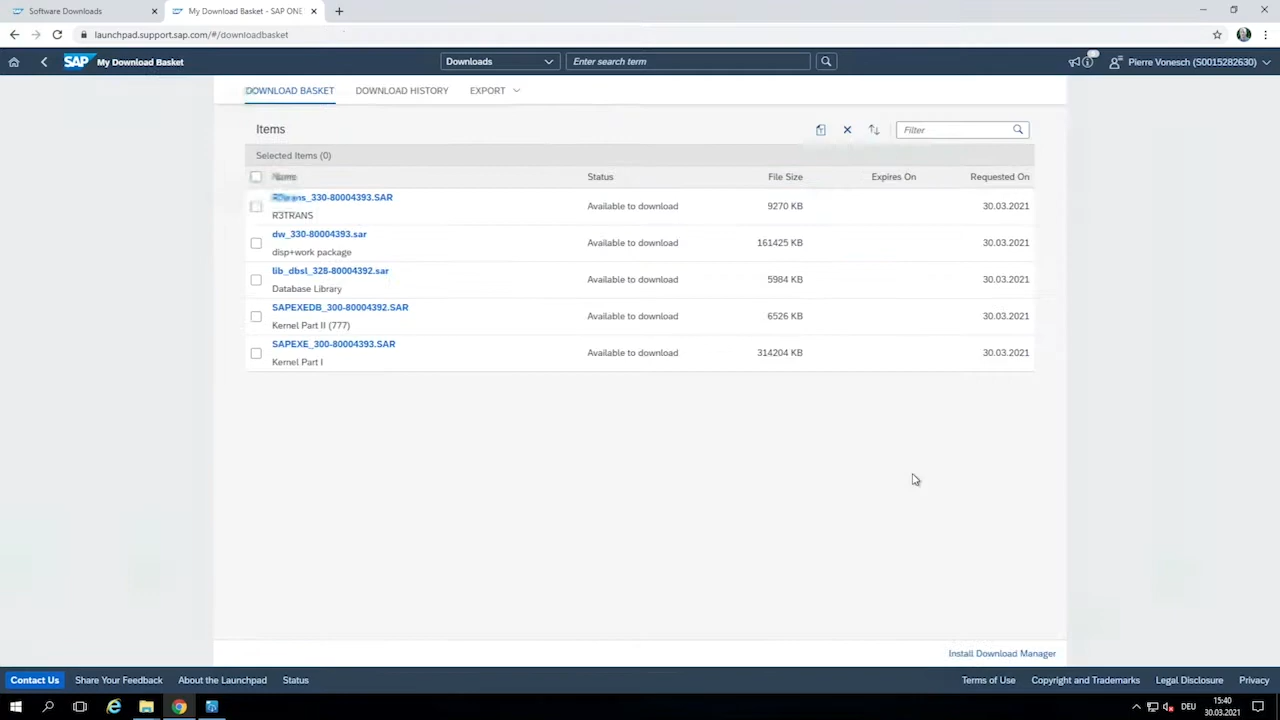 Software Downloads
My Download Basket - SAP ONE
launchpad.support.sap.com/#/downloadbasket
SAP My Download Basket
Downloads
Enter search term
Pierre Vonesch (S0015282630)
DOWNLOAD BASKET DOWNLOAD HISTORY EXPORT
Items
Filter
Selected Items (0)
Name Status File Size Expires On Requested On
R3trans_330-80004393.SAR
R3TRANS
Available to download 9270 KB 30.03.2021
dw_330-80004393.sar
disp+work package
Available to download 161425 KB 30.03.2021
lib_dbsl_328-80004392.sar
Database Library
Available to download 5984 KB 30.03.2021
SAPEXEDB_300-80004392.SAR
Kernel Part II (777)
Available to download 6526 KB 30.03.2021
SAPEXE_300-80004393.SAR
Kernel Part I
Available to download 314204 KB 30.03.2021
Install Download Manager
Contact Us Share Your Feedback About the Launchpad Status Terms of Use Copyright and Trademarks Legal Disclosure Privacy
DEU
15:40
30.03.2021